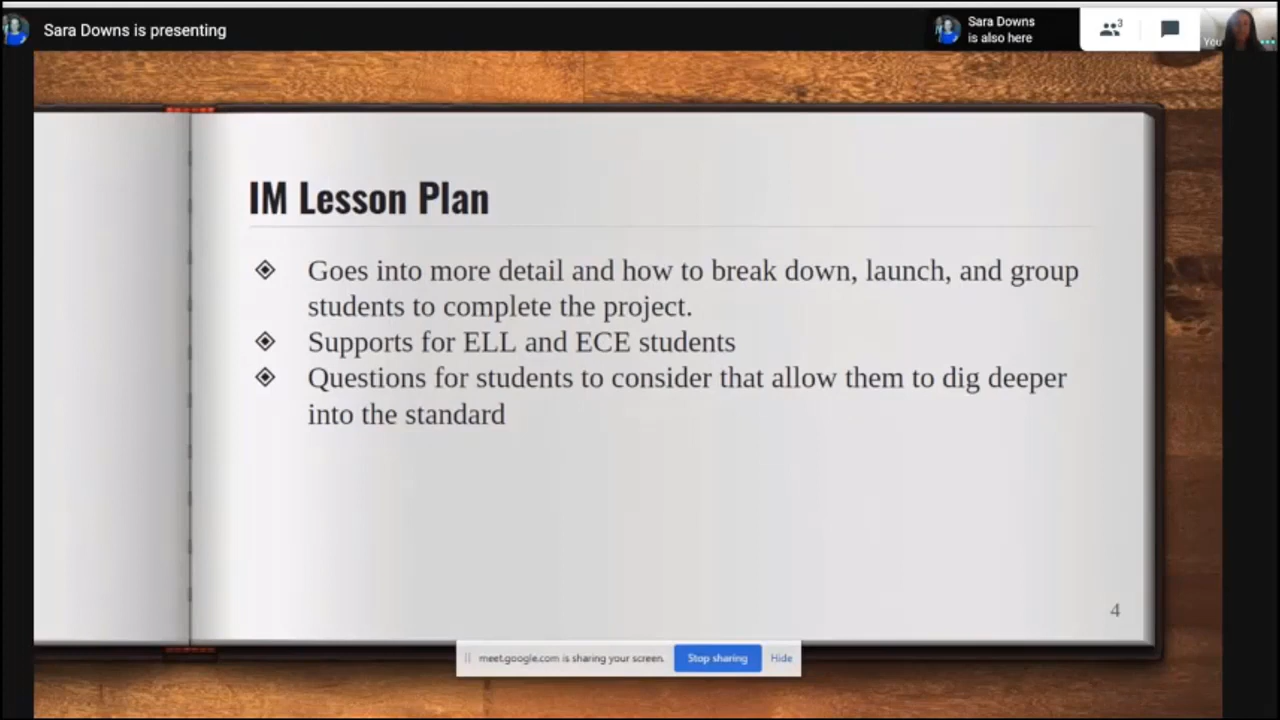 Sara Downs is presenting
Sara Downs
is also here
3
You
IM Lesson Plan
Goes into more detail and how to break down, launch, and group
students to complete the project.
Supports for ELL and ECE students
Questions for students to consider that allow them to dig deeper
into the standard
4
meet.google.com is sharing your screen.
Stop sharing
Hide